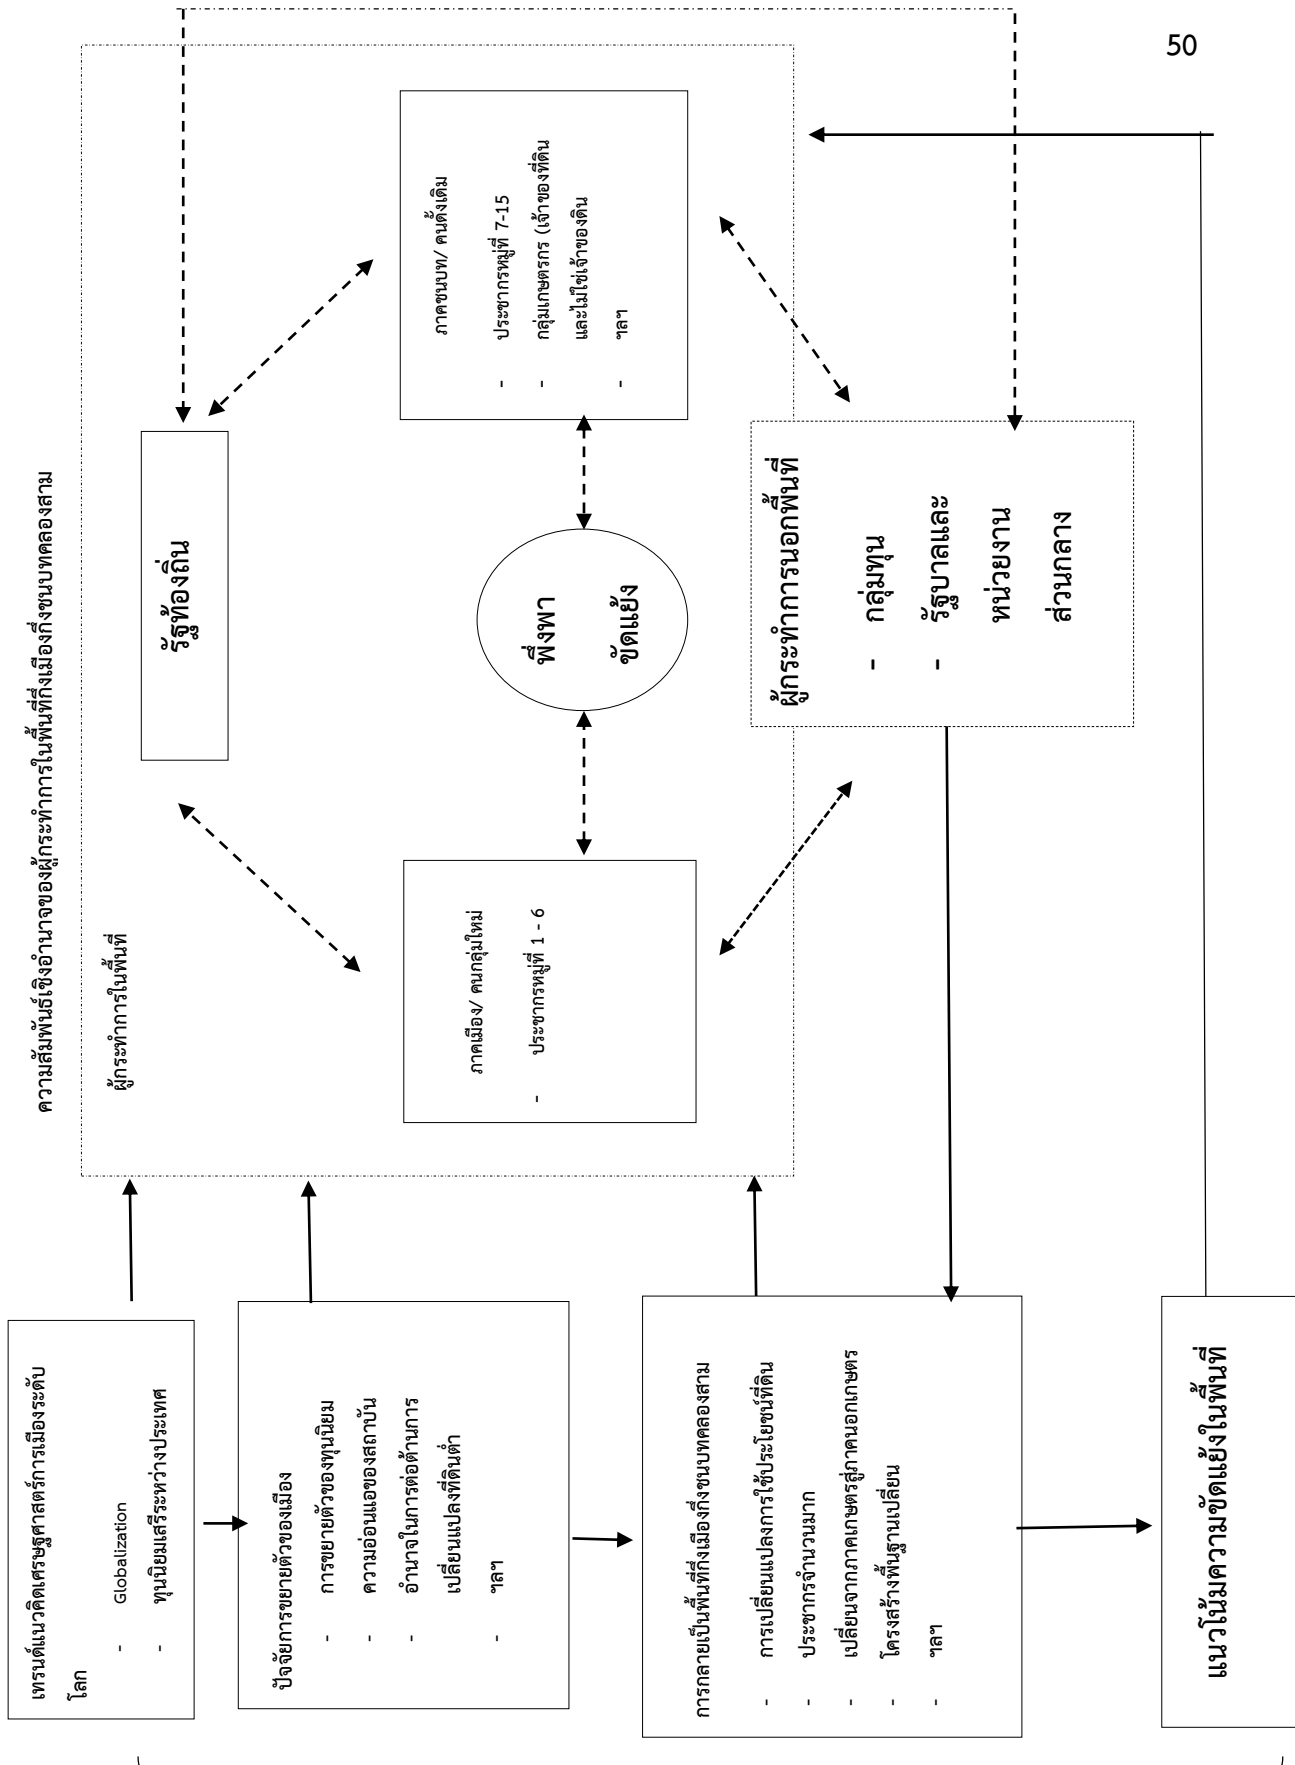 50
ความสัมพันธ์เชิงอำนาจของผู้กระทำการในพื้นที่กึ่งเมืองกึ่งชนบทคลองสาม
เทรนด์แนวคิดเศรษฐศาสตร์การเมืองระดับ
โลก
- Globalization
- ทุนนิยมเสรีระหว่างประเทศ
ปัจจัยการขยายตัวของเมือง
- การขยายตัวของทุนนิยม
- ความอ่อนแอของสถาบัน
- อำนาจในการต่อต้านการ
เปลี่ยนแปลงที่ดินต่ำ
- ฯลฯ
การกลายเป็นพื้นที่กึ่งเมืองกึ่งชนบทคลองสาม
- การเปลี่ยนแปลงการใช้ประโยชน์ที่ดิน
- ประชากรจำนวนมาก
- เปลี่ยนจากภาคเกษตรสู่ภาคนอกเกษตร
- โครงสร้างพื้นฐานเปลี่ยน
- ฯลฯ
แนวโน้มความขัดแย้งในพื้นที่
ผู้กระทำการในพื้นที่
รัฐท้องถิ่น
ภาคเมือง/ คนกลุ่มใหม่
- ประชากรหมู่ที่ 1 - 6
พึ่งพา
ขัดแย้ง
ภาคชนบท/ คนดั้งเดิม
- ประชากรหมู่ที่ 7-15
- กลุ่มเกษตรกร (เจ้าของที่ดิน
และไม่ใช่เจ้าของดิน
- ฯลฯ
ผู้กระทำการนอกพื้นที่
- กลุ่มทุน
- รัฐบาลและ
หน่วยงาน
ส่วนกลาง